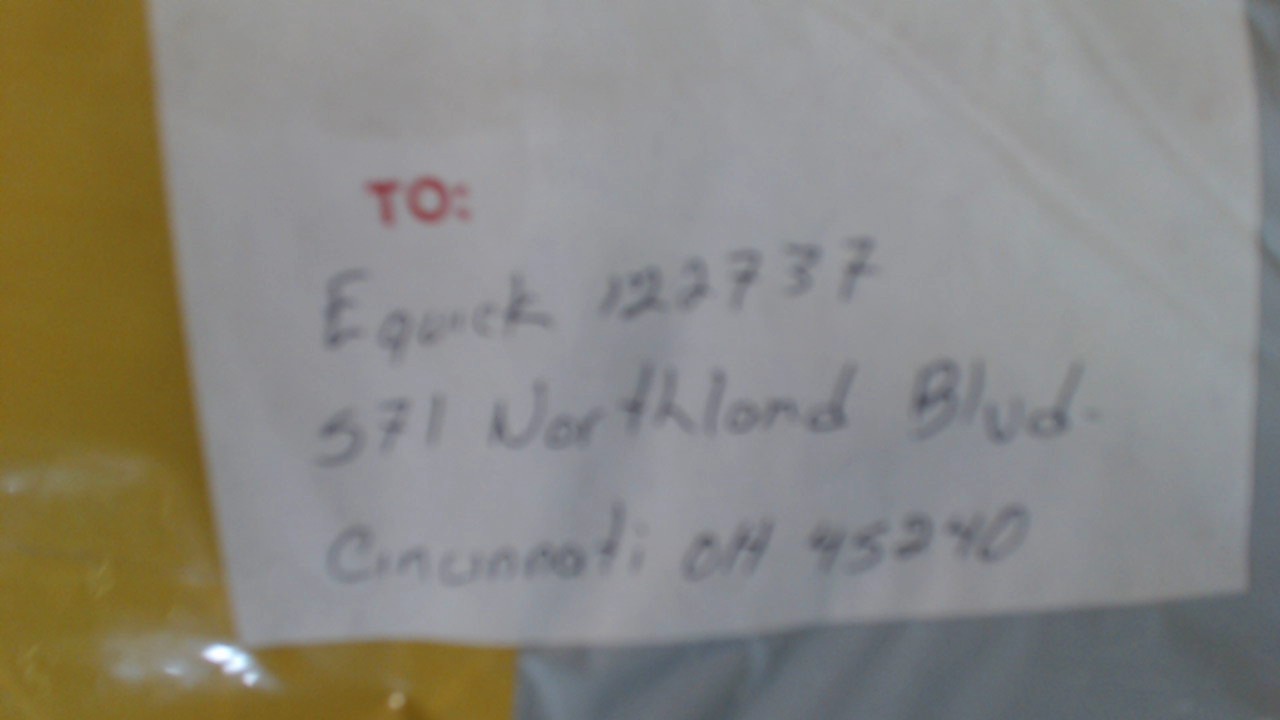 TO:
Equick 122737
571 Northland Blvd.
Cincinnati OH 45240